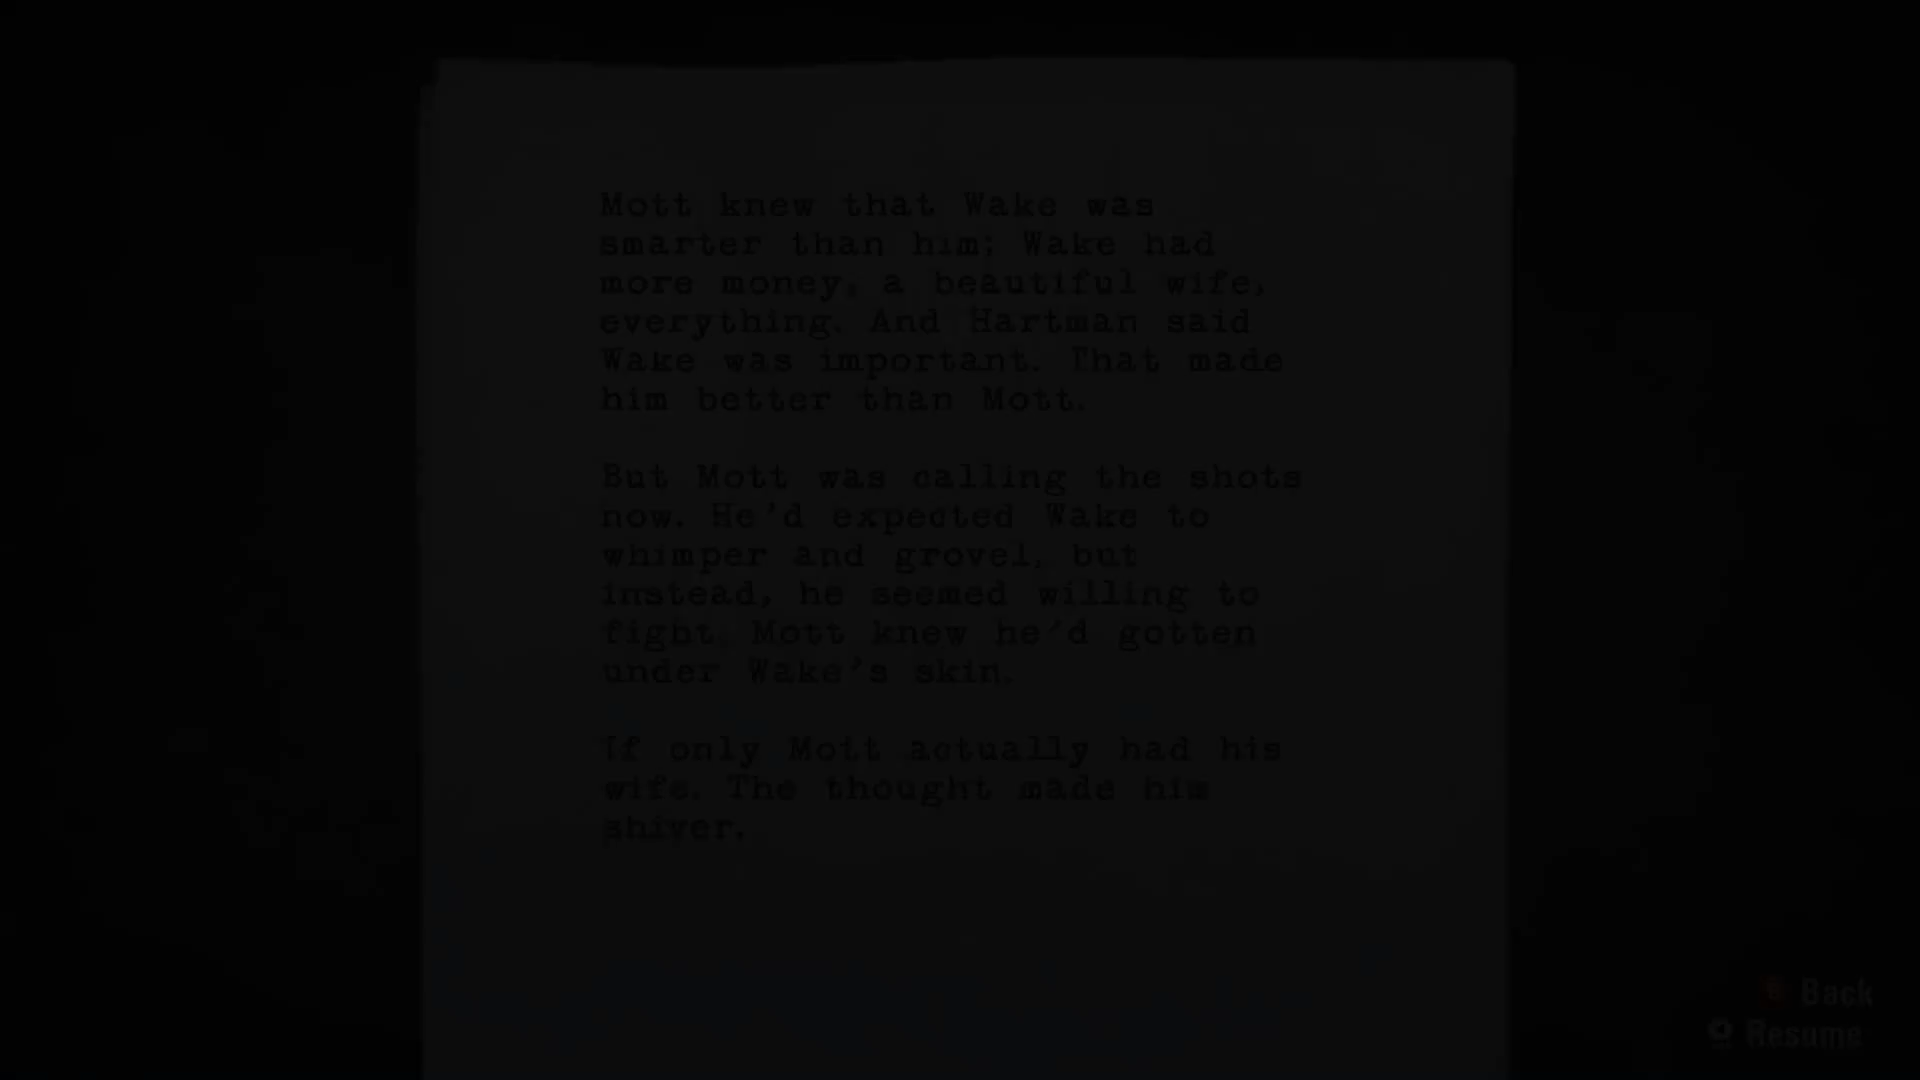 Mott knew that Wake was
smarter than him; Wake had
more money, a beautiful wife,
everything. And Hartman said
Wake was important. That made
him better than Mott.
But Mott was calling the shots
now. He'd expected Wake to
whimper and grovel, but
instead, he seemed willing to
fight. Mott knew he'd gotten
under Wake's skin.
If only Mott actually had his
wife. The thought made him
shiver.
Back
Resume